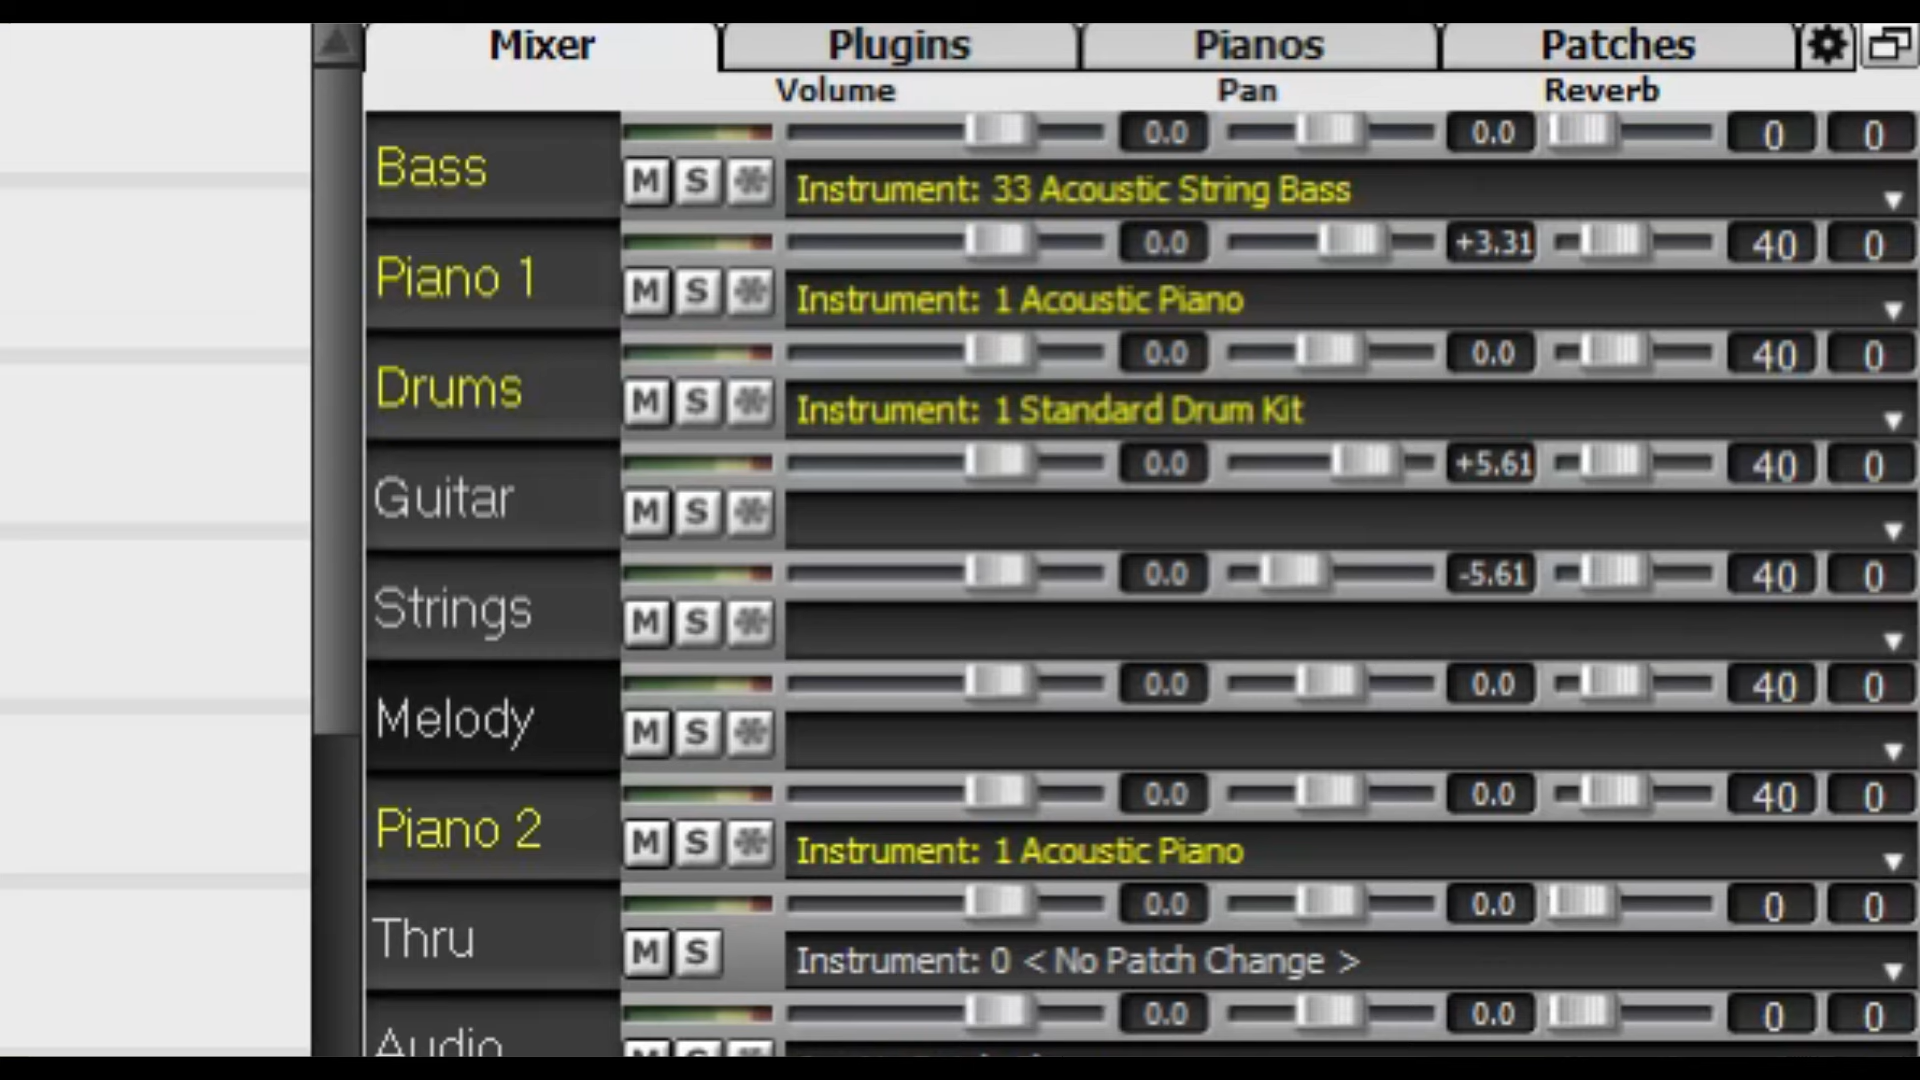 Mixer Plugins Pianos Patches
Volume Pan Reverb
Bass 0.0 0.0 0 0
M S Instrument: 33 Acoustic String Bass
Piano 1 0.0 +3.31 40 0
M S Instrument: 1 Acoustic Piano
Drums 0.0 0.0 40 0
M S Instrument: 1 Standard Drum Kit
Guitar 0.0 +5.61 40 0
M S
Strings 0.0 -5.61 40 0
M S
Melody 0.0 0.0 40 0
M S
Piano 2 0.0 0.0 40 0
M S Instrument: 1 Acoustic Piano
Thru 0.0 0.0 0 0
M S Instrument: 0 < No Patch Change >
Audio 0.0 0.0 0 0
M S